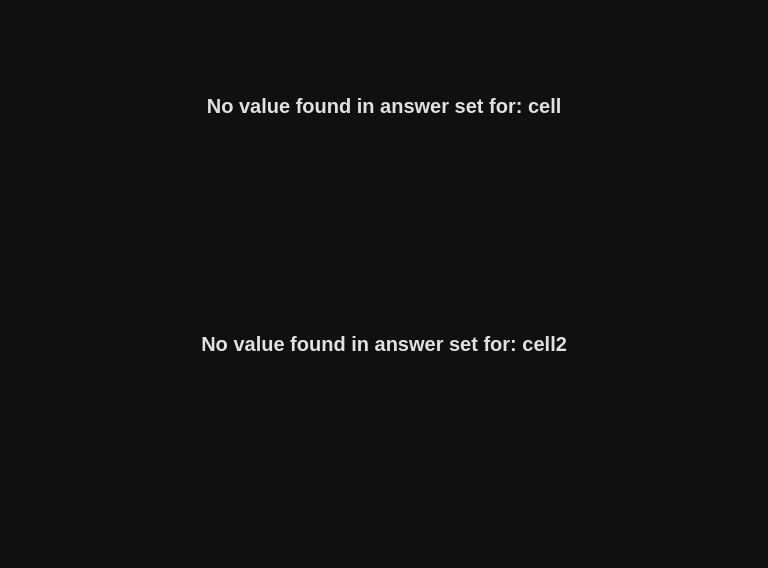 No value found in answer set for: cell
No value found in answer set for: cell2